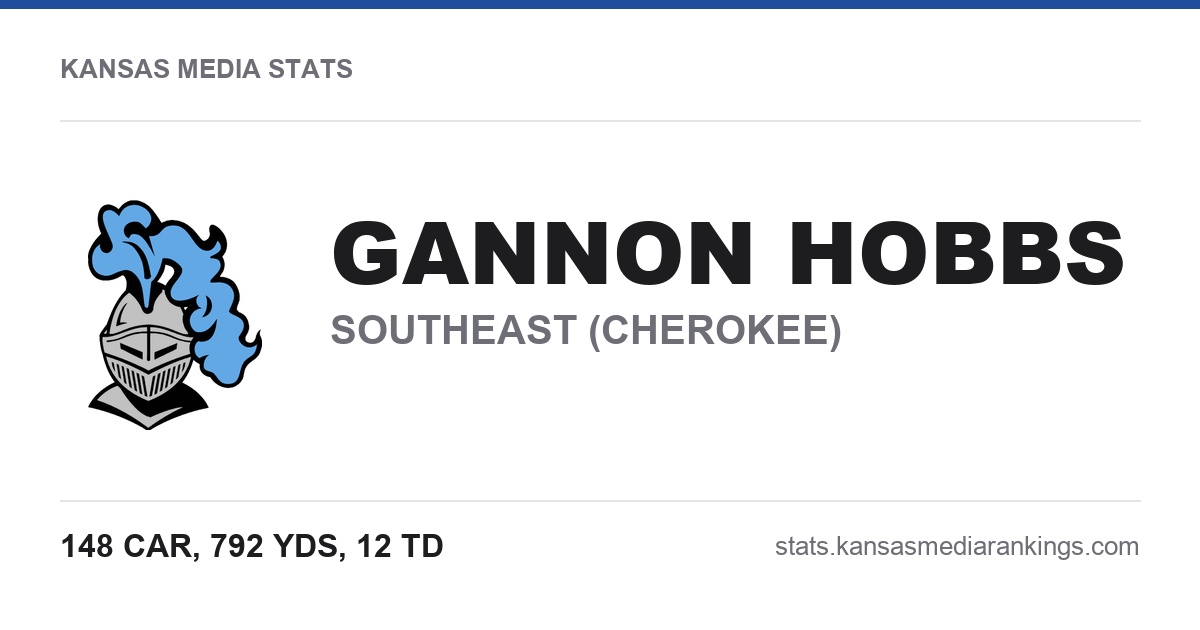 KANSAS MEDIA STATS
GANNON HOBBS
SOUTHEAST (CHEROKEE)
148 CAR, 792 YDS, 12 TD
stats.kansasmediarankings.com